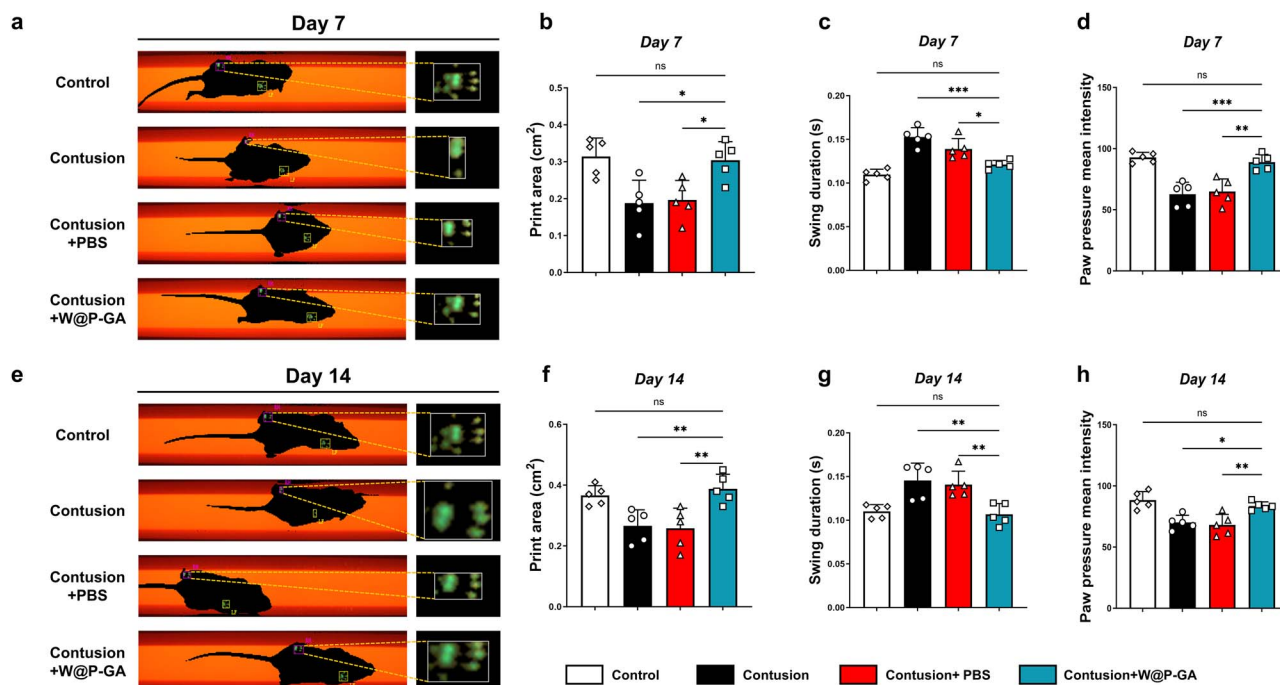 a
Day 7
Control
Contusion
Contusion
+PBS
Contusion
+W@P-GA
b
Day 7
ns
*
*
Print area (cm²)
0.6
0.4
0.2
0.0
c
Day 7
ns
***
*
Swing duration (s)
0.20
0.15
0.10
0.05
0.00
d
Day 7
ns
***
**
Paw pressure mean intensity
150
100
50
0
e
Day 14
Control
Contusion
Contusion
+PBS
Contusion
+W@P-GA
f
Day 14
ns
**
**
Print area (cm²)
0.6
0.4
0.2
0.0
g
Day 14
ns
**
**
Swing duration (s)
0.20
0.15
0.10
0.05
0.00
h
Day 14
ns
*
**
Paw pressure mean intensity
150
100
50
0
Control
Contusion
Contusion+ PBS
Contusion+W@P-GA